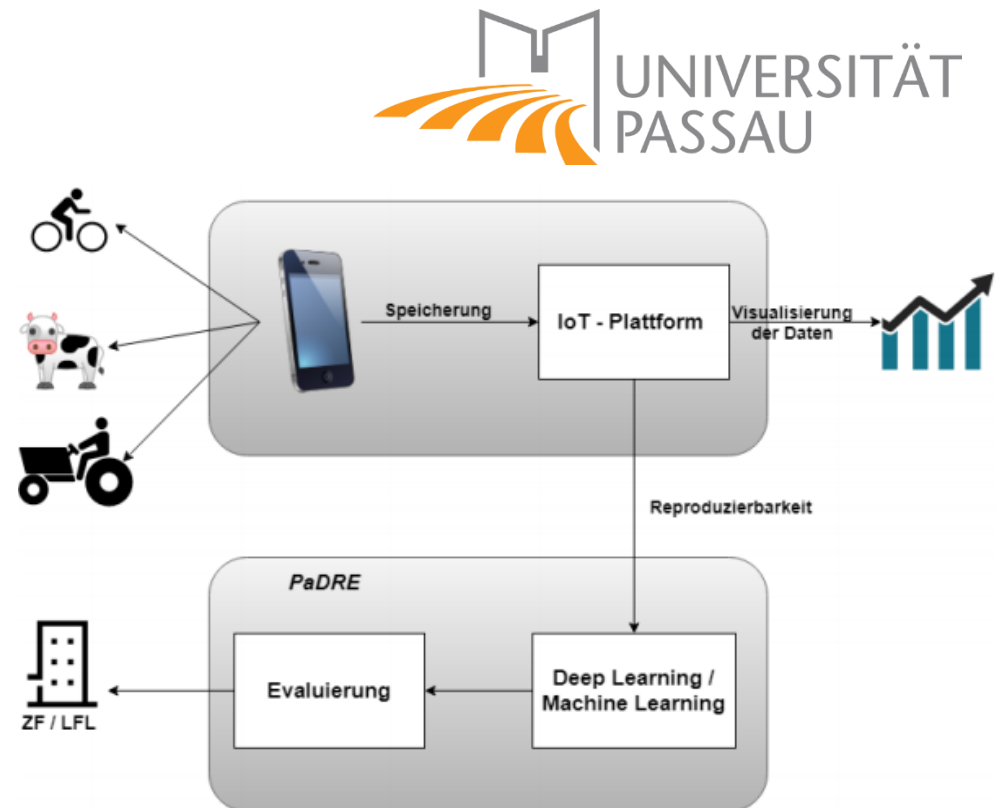 UNIVERSITÄT
PASSAU
Speicherung
IoT - Plattform
Visualisierung
der Daten
Reproduzierbarkeit
PaDRE
Evaluierung
Deep Learning /
Machine Learning
ZF / LFL